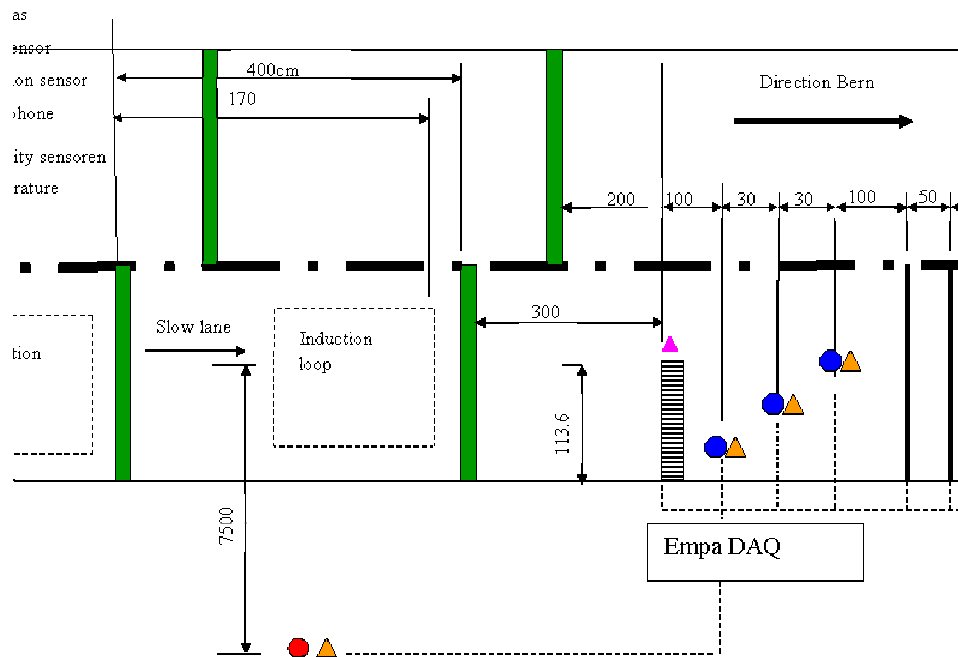 as
ensor
on sensor
phone
ity sensoren
rature
400cm
170
Direction Bern
200
100
30
30
100
50
Slow lane
300
Induction
loop
tion
113.6
7500
Empa DAQ